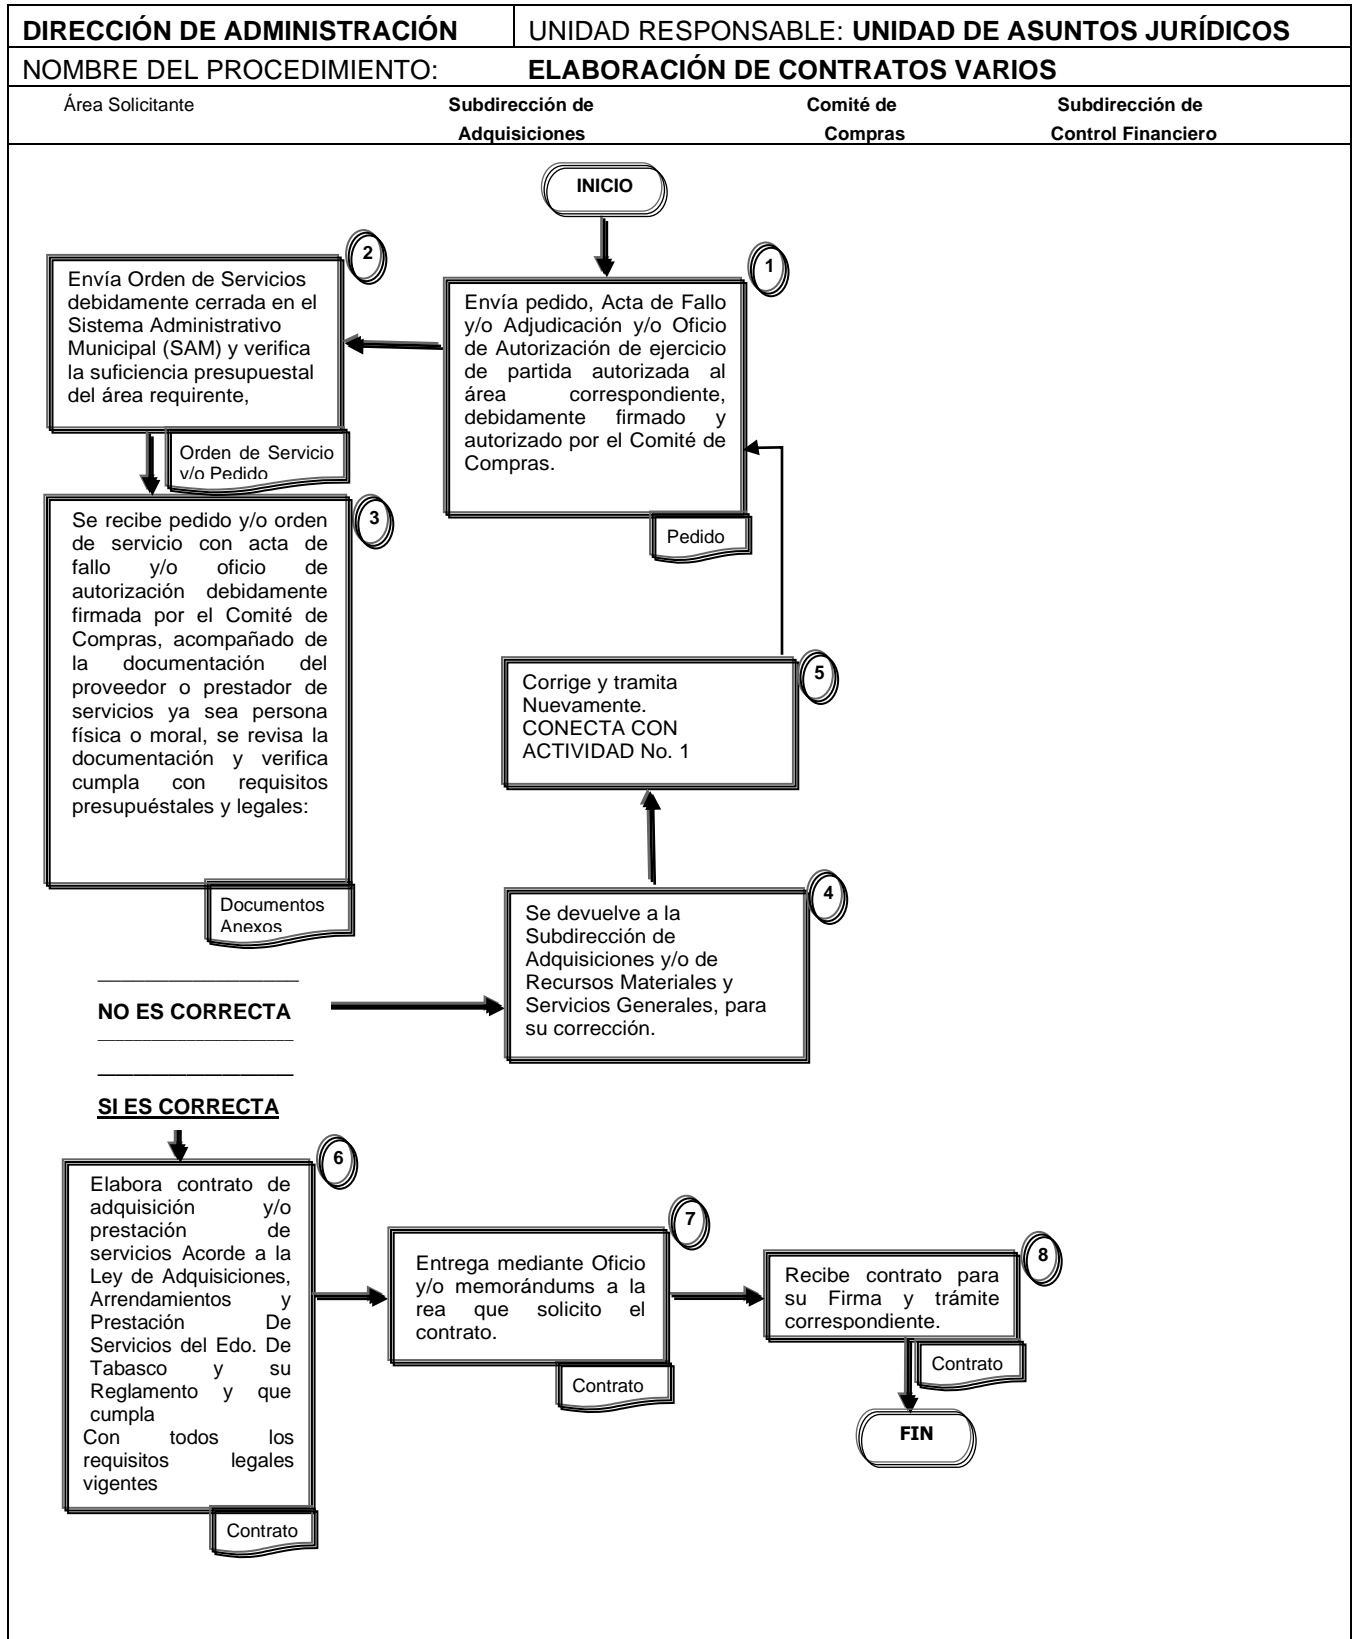 DIRECCIÓN DE ADMINISTRACIÓN
UNIDAD RESPONSABLE: UNIDAD DE ASUNTOS JURÍDICOS
NOMBRE DEL PROCEDIMIENTO: ELABORACIÓN DE CONTRATOS VARIOS
Área Solicitante
Subdirección de
Adquisiciones
Comité de
Compras
Subdirección de
Control Financiero
INICIO
1
Envía pedido, Acta de Fallo
y/o Adjudicación y/o Oficio
de Autorización de ejercicio
de partida autorizada al
área correspondiente,
debidamente firmado y
autorizado por el Comité de
Compras.
Pedido
2
Envía Orden de Servicios
debidamente cerrada en el
Sistema Administrativo
Municipal (SAM) y verifica
la suficiencia presupuestal
del área requirente,
Orden de Servicio
y/o Pedido
3
Se recibe pedido y/o orden
de servicio con acta de
fallo y/o oficio de
autorización debidamente
firmada por el Comité de
Compras, acompañado de
la documentación del
proveedor o prestador de
servicios ya sea persona
física o moral, se revisa la
documentación y verifica
cumpla con requisitos
presupuéstales y legales:
Documentos
Anexos
NO ES CORRECTA
4
Se devuelve a la
Subdirección de
Adquisiciones y/o de
Recursos Materiales y
Servicios Generales, para
su corrección.
5
Corrige y tramita
Nuevamente.
CONECTA CON
ACTIVIDAD No. 1
SI ES CORRECTA
6
Elabora contrato de
adquisición y/o
prestación de
servicios Acorde a la
Ley de Adquisiciones,
Arrendamientos y
Prestación De
Servicios del Edo. De
Tabasco y su
Reglamento y que
cumpla
Con todos los
requisitos legales
vigentes
Contrato
7
Entrega mediante Oficio
y/o memorándums a la
rea que solicito el
contrato.
Contrato
8
Recibe contrato para
su Firma y trámite
correspondiente.
Contrato
FIN